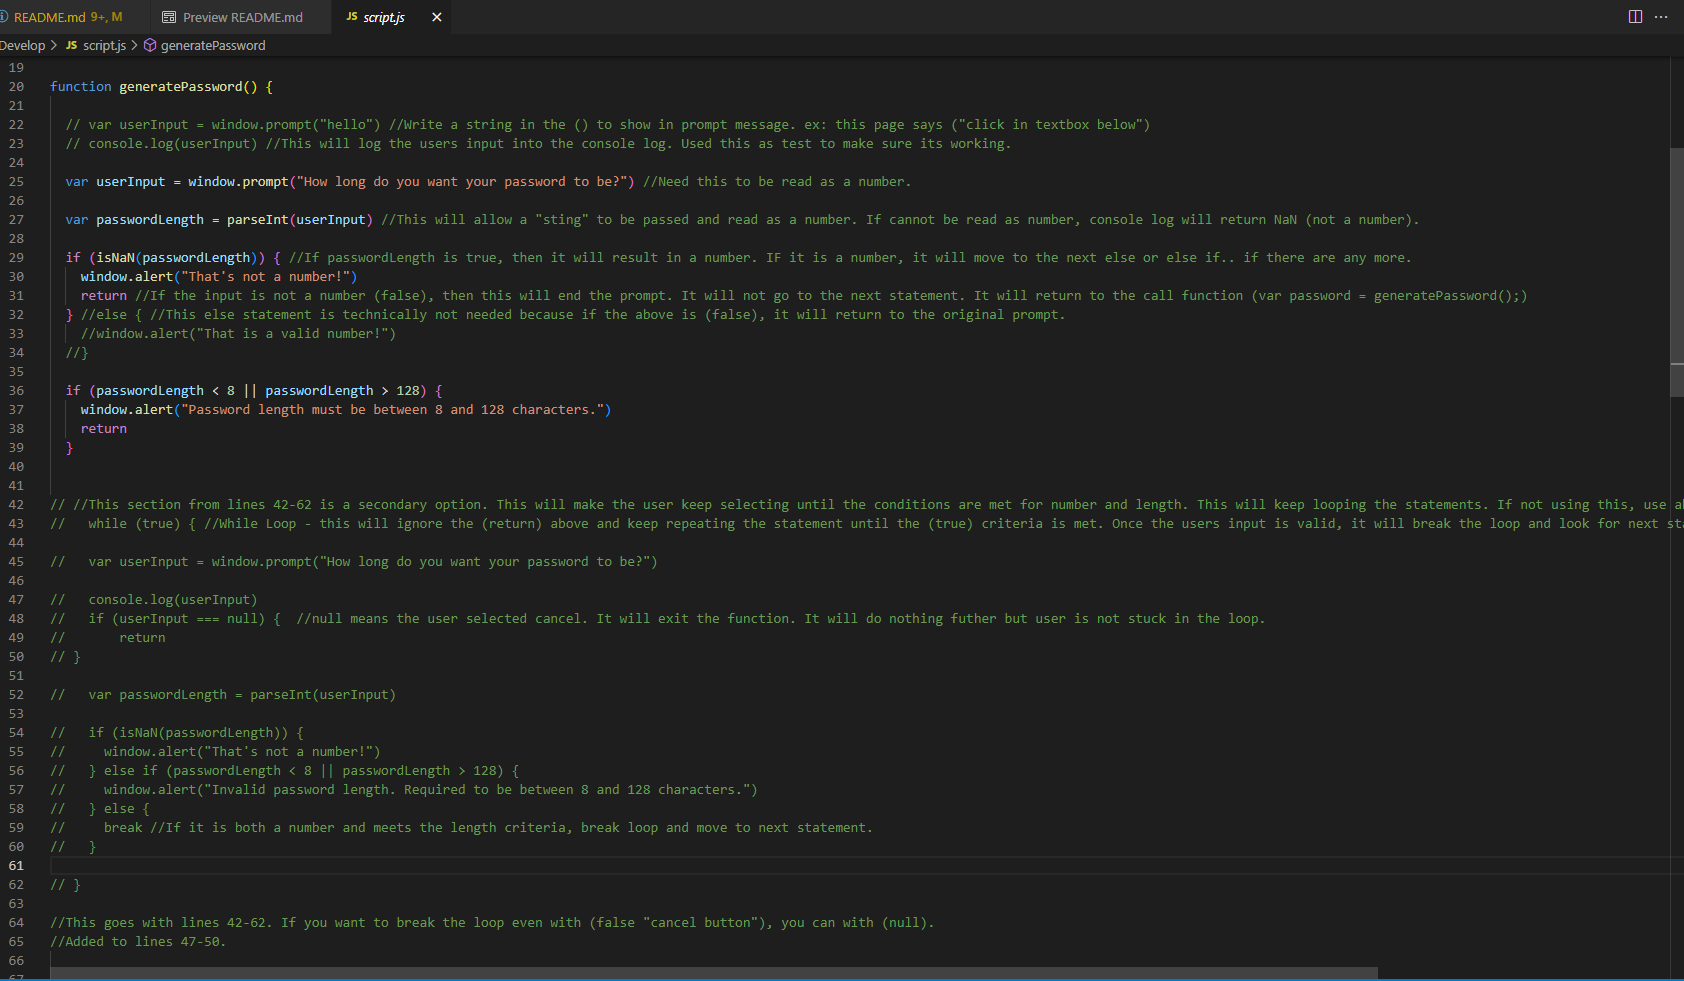 README.md 9+, M
Preview README.md
JS script.js
Develop > JS script.js > generatePassword
19
20 function generatePassword() {
21
22 // var userInput = window.prompt("hello") //Write a string in the () to show in prompt message. ex: this page says ("click in textbox below")
23 // console.log(userInput) //This will log the users input into the console log. Used this as test to make sure its working.
24
25 var userInput = window.prompt("How long do you want your password to be?") //Need this to be read as a number.
26
27 var passwordLength = parseInt(userInput) //This will allow a "sting" to be passed and read as a number. If cannot be read as number, console log will return NaN (not a number).
28
29 if (isNaN(passwordLength)) { //If passwordLength is true, then it will result in a number. IF it is a number, it will move to the next else or else if.. if there are any more.
30 window.alert("That's not a number!")
31 return //If the input is not a number (false), then this will end the prompt. It will not go to the next statement. It will return to the call function (var password = generatePassword();)
32 } //else { //This else statement is technically not needed because if the above is (false), it will return to the original prompt.
33 //window.alert("That is a valid number!")
34 //}
35
36 if (passwordLength < 8 || passwordLength > 128) {
37 window.alert("Password length must be between 8 and 128 characters.")
38 return
39 }
40
41
42 // //This section from lines 42-62 is a secondary option. This will make the user keep selecting until the conditions are met for number and length. This will keep looping the statements. If not using this, use
43 // while (true) { //While Loop - this will ignore the (return) above and keep repeating the statement until the (true) criteria is met. Once the users input is valid, it will break the loop and look for next
44
45 // var userInput = window.prompt("How long do you want your password to be?")
46
47 // console.log(userInput)
48 // if (userInput === null) { //null means the user selected cancel. It will exit the function. It will do nothing futher but user is not stuck in the loop.
49 // return
50 // }
51
52 // var passwordLength = parseInt(userInput)
53
54 // if (isNaN(passwordLength)) {
55 // window.alert("That's not a number!")
56 // } else if (passwordLength < 8 || passwordLength > 128) {
57 // window.alert("Invalid password length. Required to be between 8 and 128 characters.")
58 // } else {
59 // break //If it is both a number and meets the length criteria, break loop and move to next statement.
60 // }
61
62 // }
63
64 //This goes with lines 42-62. If you want to break the loop even with (false "cancel button"), you can with (null).
65 //Added to lines 47-50.
66